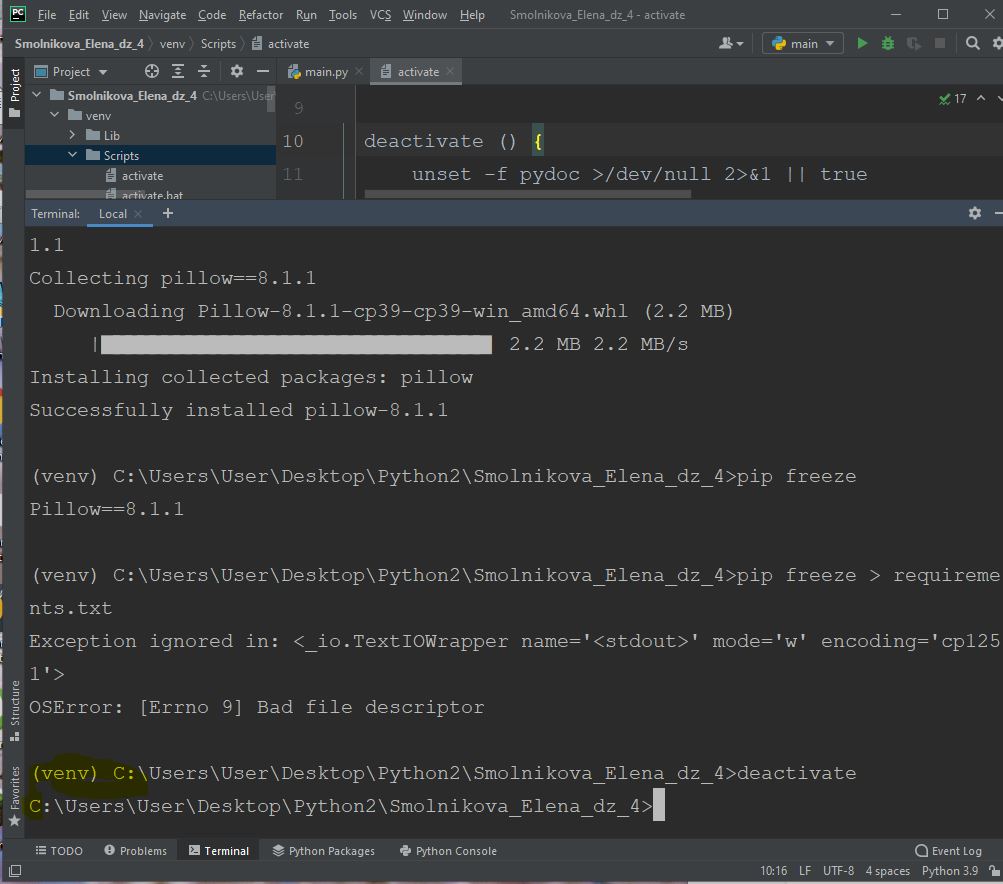 PC File Edit View Navigate Code Refactor Run Tools VCS Window Help Smolnikova_Elena_dz_4 - activate
Smolnikova_Elena_dz_4 venv Scripts activate main
Project
Project main.py activate
Smolnikova_Elena_dz_4 C:\Users\User
venv
Lib
Scripts
activate
activate.bat
9
17
10 deactivate () {
11 unset -f pydoc >/dev/null 2>&1 || true
Terminal: Local +
1.1
Collecting pillow==8.1.1
Downloading Pillow-8.1.1-cp39-cp39-win_amd64.whl (2.2 MB)
| 2.2 MB 2.2 MB/s
Installing collected packages: pillow
Successfully installed pillow-8.1.1
(venv) C:\Users\User\Desktop\Python2\Smolnikova_Elena_dz_4>pip freeze
Pillow==8.1.1
(venv) C:\Users\User\Desktop\Python2\Smolnikova_Elena_dz_4>pip freeze > requireme
nts.txt
Exception ignored in: <_io.TextIOWrapper name='<stdout>' mode='w' encoding='cp125
1'>
OSError: [Errno 9] Bad file descriptor
(venv) C:\Users\User\Desktop\Python2\Smolnikova_Elena_dz_4>deactivate
C:\Users\User\Desktop\Python2\Smolnikova_Elena_dz_4>
Structure
Favorites
TODO Problems Terminal Python Packages Python Console Event Log
10:16 LF UTF-8 4 spaces Python 3.9